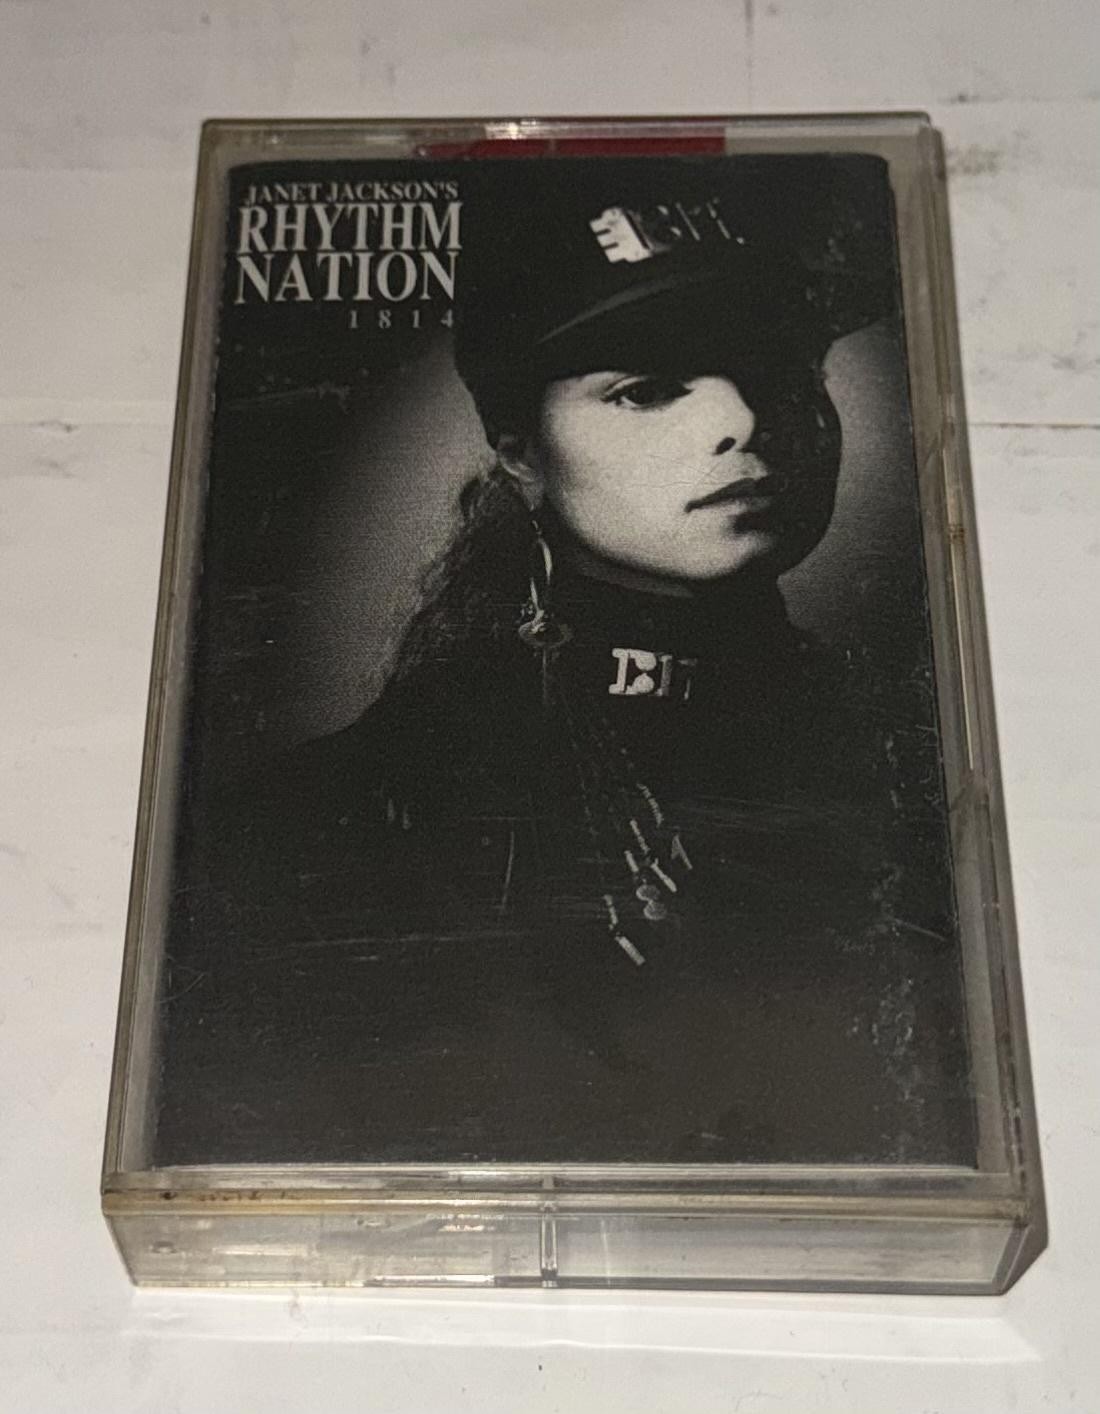 JANET JACKSON'S
RHYTHM
NATION
1814